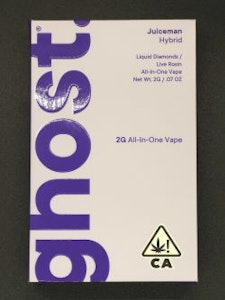 ghost.®
Juiceman
Hybrid
Liquid Diamonds /
Live Rosin
All-In-One Vape
Net Wt. 2G / .07 OZ
2G All-In-One Vape
!
CA